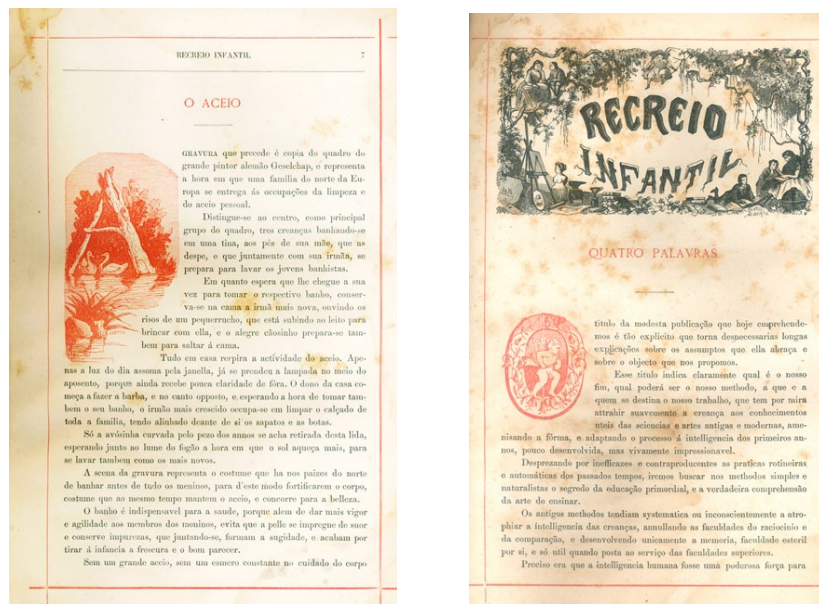 RECREIO INFANTIL 7
O ACEIO
A GRAVURA que precede é copia do quadro do
grande pintor alemão Geselchap, e representa
a hora em que uma familia do norte da Eu-
ropa se entrega ás occupações da limpeza e
do aceio pessoal.
Distingue-se ao centro, como principal
grupo do quadro, tres creanças banhando-se
em uma tina, aos pés de sua mãe, que as
despe, e que juntamente com sua irmãa, se
prepara para lavar os jovens banhistas.
Em quanto espera que lhe chegue a sua
vez para tomar o respectivo banho, conser-
va-se na cama a irmã mais nova, ouvindo os
risos de um pequerrucho, que está subindo ao leito para
brincar com ella, e o alegre cãosinho prepara-se tam-
bem para saltar á cama.
Tudo em casa respira a actividade do aceio. Ape-
nas a luz do dia assoma pela janella, já se prendeu a lampada no meio do
aposento, porque ainda recebe pouca claridade de fóra. O dono da casa co-
meça a fazer a barba, e no canto opposto, e esperando a hora de tomar tam-
bem o seu banho, o irmão mais crescido occupa-se em limpar o calçado de
toda a familia, tendo alinhado deante de si os sapatos e as botas.
Só a avósinha curvada pelo pezo dos annos se acha retirada desta lida,
esperando junto ao lume do fogão a hora em que o sol aqueça mais, para
se lavar tambem como os mais novos.
A scena da gravura representa o costume que ha nos paizes do norte
de banhar antes de tudo os meninos, para d'este modo fortificarem o corpo,
costume que ao mesmo tempo mantem o aceio, e concorre para a belleza.
O banho é indispensavel para a saude, porque alem de dar mais vigor
e agilidade aos membros dos meninos, evita que a pelle se impregne de suor
e conserve impurezas, que juntando-se, formam a sugidade, e acabam por
tirar á infancia a frescura e o bom parecer.
Sem um grande aceio, sem um esmero constante no cuidado do corpo
RECREIO
INFANTIL
QUATRO PALAVRAS
O titulo da modesta publicação que hoje emprehende-
mos é tão explicito que torna desnecessarias longas
explicações sobre os assumptos que ella abraça e
sobre o objecto que nos propomos.
Esse titulo indica claramente qual é o nosso
fim, qual poderá ser o nosso methodo, a que e a
quem se destina o nosso trabalho, que tem por mira
attrahir suavemente a creança aos conhecimentos
uteis das sciencias e artes antigas e modernas, ame-
nisando a fórma, e adaptando o processo á intelligencia dos primeiros an-
nos, pouco desenvolvida, mas vivamente impressionavel.
Desprezando por inefficazes e contraproducentes as praticas rotineiras
e automáticas dos passados tempos, iremos buscar nos methodos simples e
naturalistas o segredo da educação primordial, e a verdadeira comprehensão
da arte de ensinar.
Os antigos methodos tendiam systematica ou inconscientemente a atro-
phiar a intelligencia das creanças, annullando as faculdades do raciocinio e
da comparação, e desenvolvendo unicamente a memoria, faculdade esteril
por si, e só util quando posta ao serviço das faculdades superiores.
Preciso era que a intelligencia humana fosse uma poderosa força para